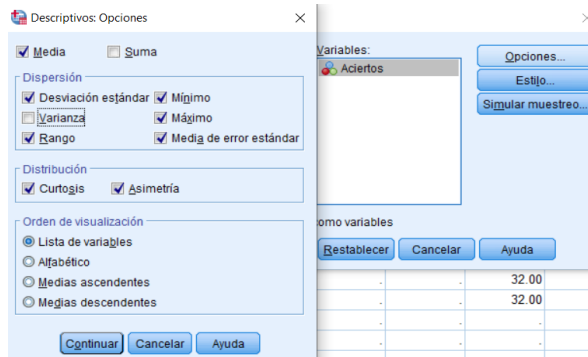 Descriptivos: Opciones
Media
Suma
Dispersión
Desviación estándar
Mínimo
Varianza
Máximo
Rango
Media de error estándar
Distribución
Curtosis
Asimetría
Orden de visualización
Lista de variables
Alfabético
Medias ascendentes
Medias descendentes
Continuar
Cancelar
Ayuda
Variables:
Aciertos
Opciones...
Estilo...
Simular muestreo...
omo variables
Restablecer
Cancelar
Ayuda
32.00
32.00